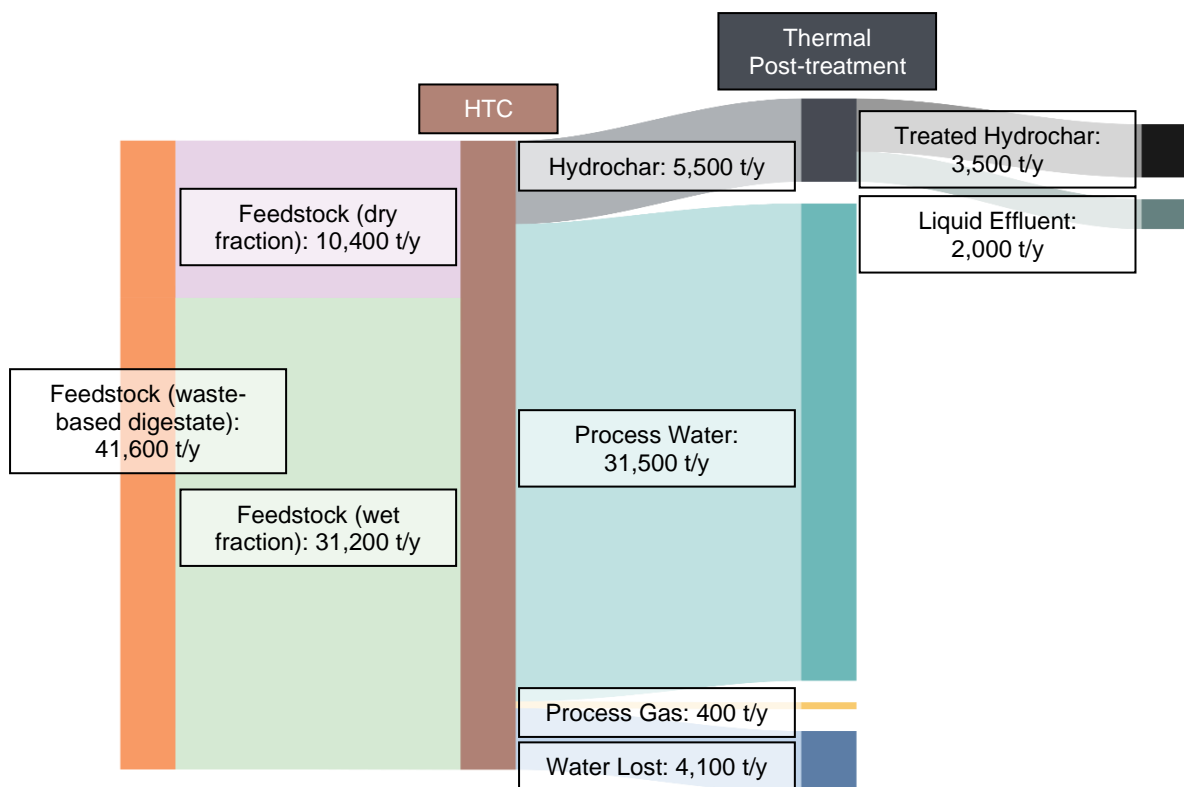 Thermal
Post-treatment
HTC
Treated Hydrochar:
3,500 t/y
Hydrochar: 5,500 t/y
Feedstock (dry
fraction): 10,400 t/y
Liquid Effluent:
2,000 t/y
Feedstock (waste-
based digestate):
41,600 t/y
Process Water:
31,500 t/y
Feedstock (wet
fraction): 31,200 t/y
Process Gas: 400 t/y
Water Lost: 4,100 t/y